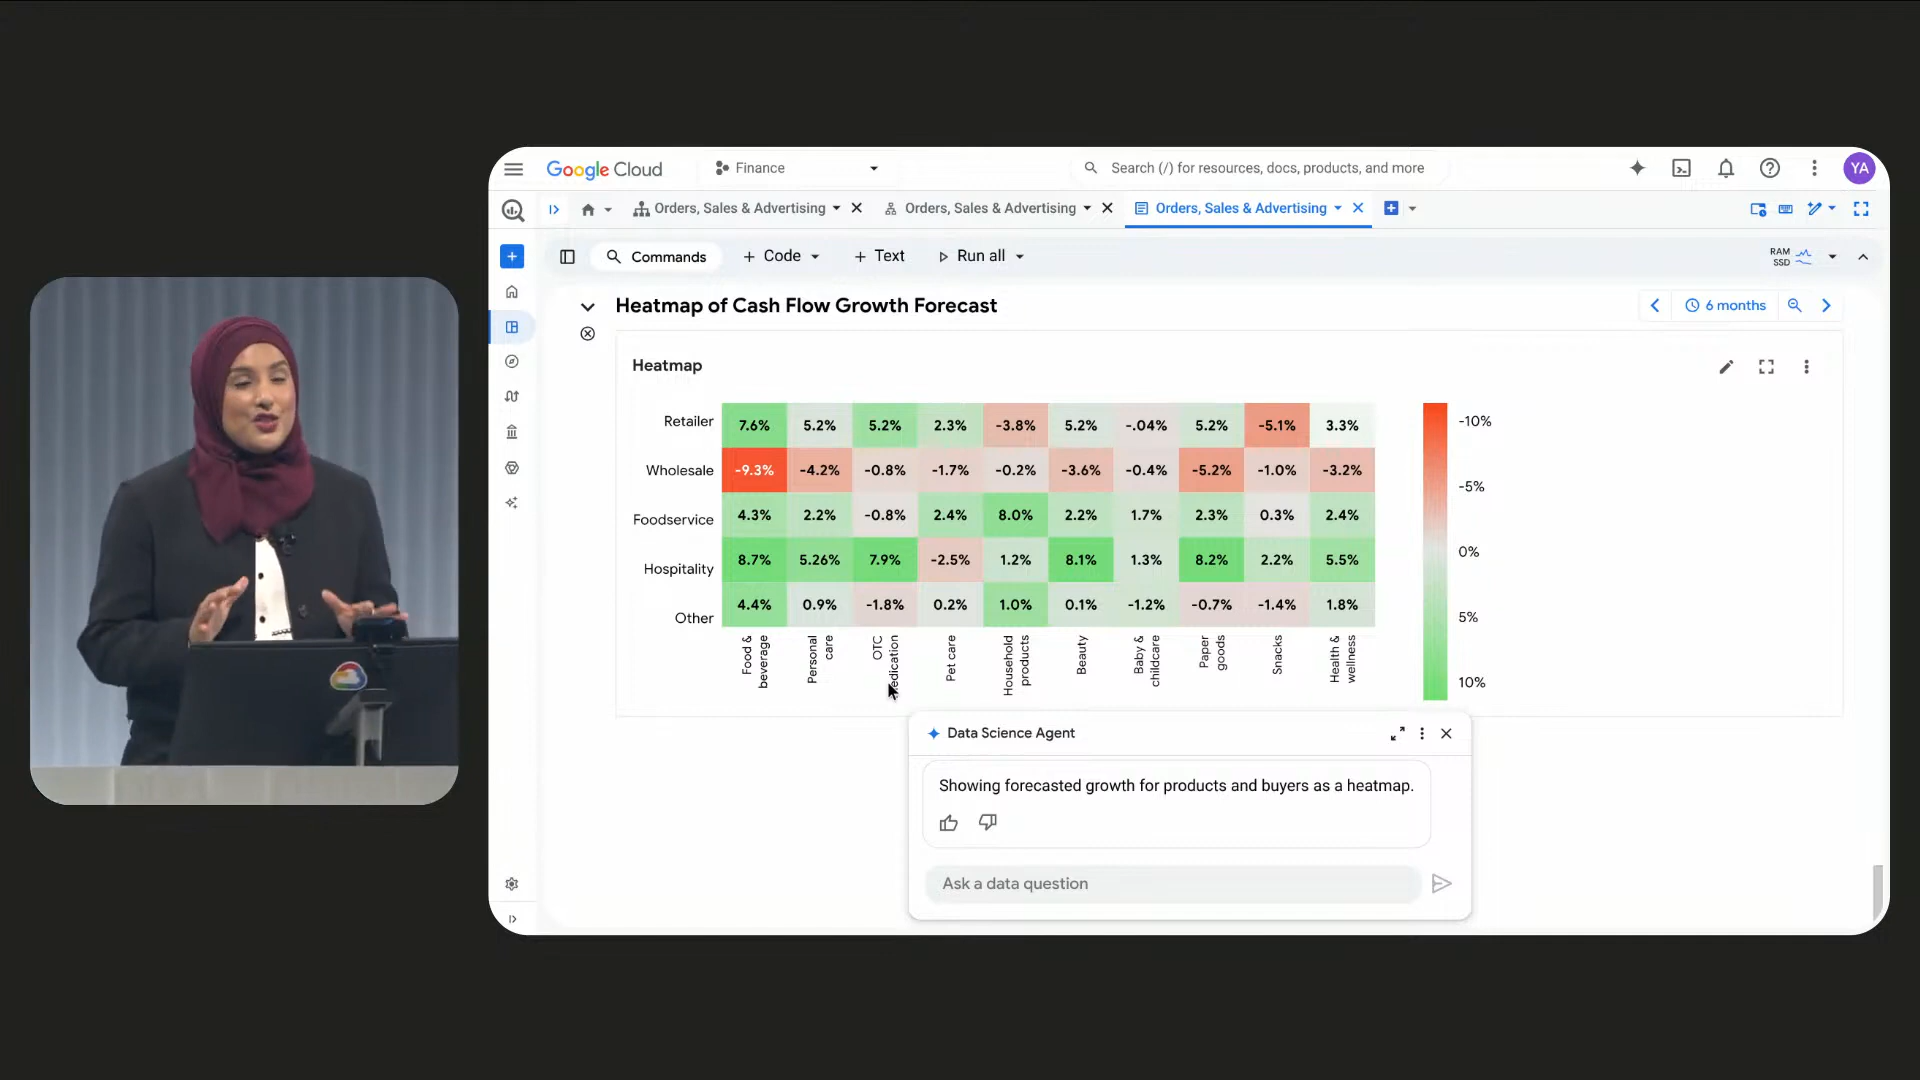 Google Cloud
Finance
Search (/) for resources, docs, products, and more
YA
Orders, Sales & Advertising
Orders, Sales & Advertising
Orders, Sales & Advertising
Commands
+ Code
+ Text
Run all
RAM
SSD
Heatmap of Cash Flow Growth Forecast
6 months
Heatmap
Retailer 7.6% 5.2% 5.2% 2.3% -3.8% 5.2% -.04% 5.2% -5.1% 3.3%
Wholesale -9.3% -4.2% -0.8% -1.7% -0.2% -3.6% -0.4% -5.2% -1.0% -3.2%
Foodservice 4.3% 2.2% -0.8% 2.4% 8.0% 2.2% 1.7% 2.3% 0.3% 2.4%
Hospitality 8.7% 5.26% 7.9% -2.5% 1.2% 8.1% 1.3% 8.2% 2.2% 5.5%
Other 4.4% 0.9% -1.8% 0.2% 1.0% 0.1% -1.2% -0.7% -1.4% 1.8%
Food &
beverage
Personal
care
OTC
medication
Pet care
Household
products
Beauty
Baby &
childcare
Paper
goods
Snacks
Health &
wellness
-10%
-5%
0%
5%
10%
Data Science Agent
Showing forecasted growth for products and buyers as a heatmap.
Ask a data question